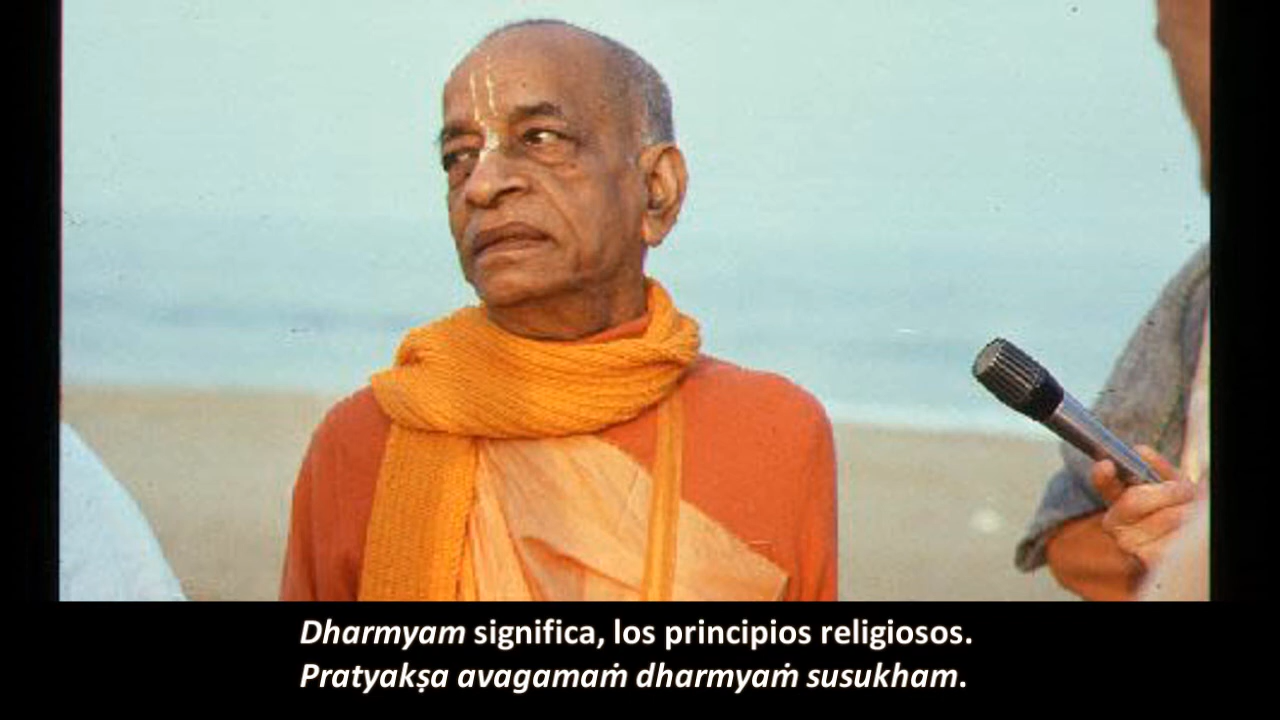 Dharmyam significa, los principios religiosos.
Pratyakṣa avagamaṁ dharmyaṁ susukham.